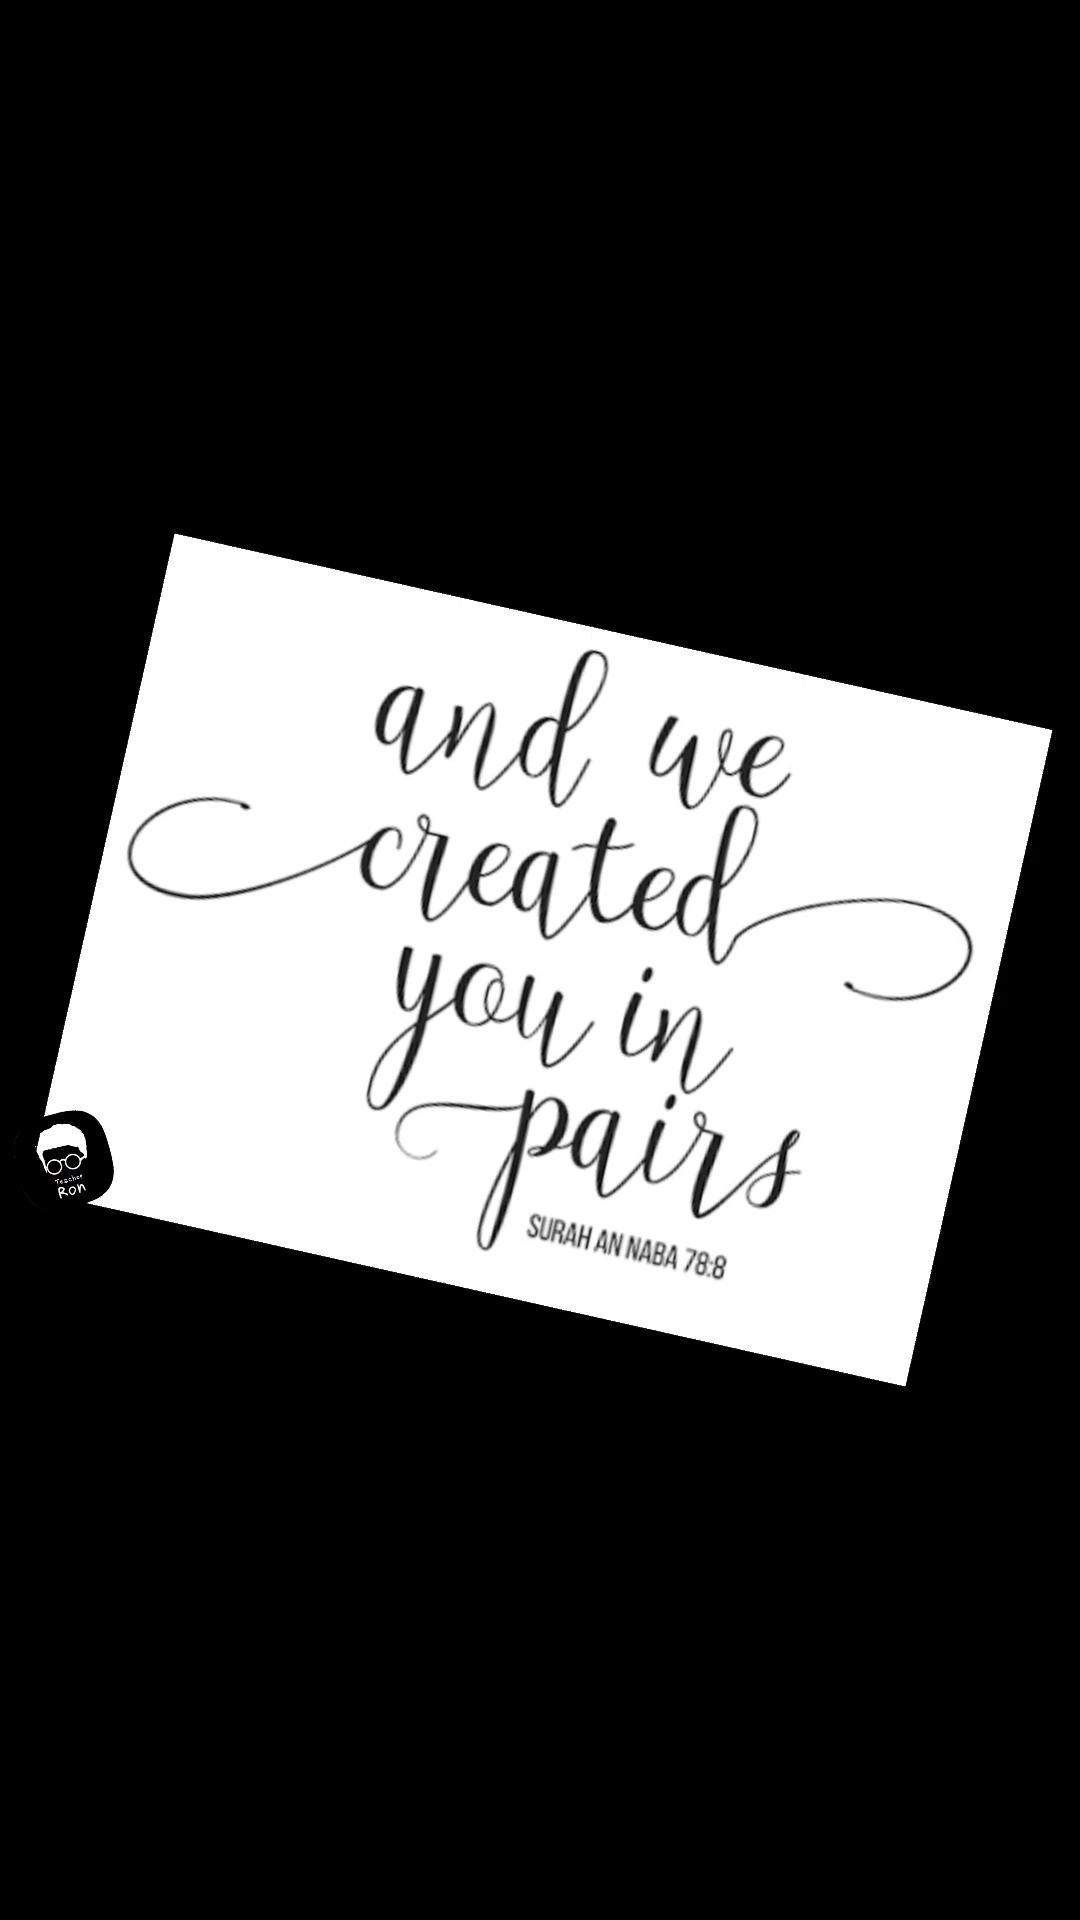 and we
created
you in
pairs
SURAH AN NABA 78:8
Teacher
Ron